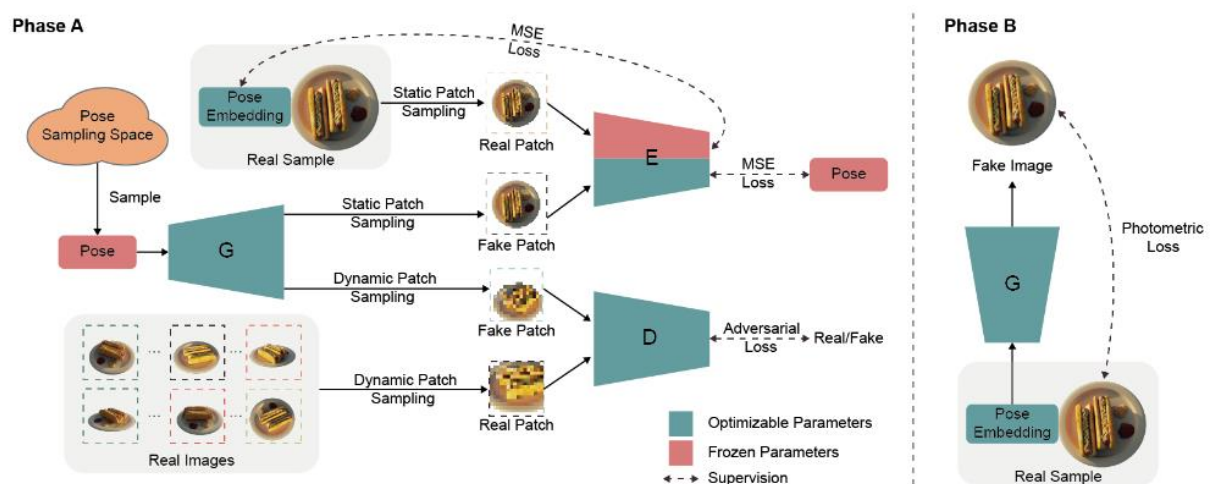 Phase A
Phase B
MSE
Loss
Pose
Embedding
Static Patch
Sampling
Real Sample
Real Patch
Pose
Sampling Space
Sample
E
MSE
Loss
Pose
Static Patch
Sampling
Fake Patch
Pose
G
Dynamic Patch
Sampling
Fake Patch
D
Adversarial
Loss
Real/Fake
Dynamic Patch
Sampling
Real Patch
...
...
...
...
Real Images
Optimizable Parameters
Frozen Parameters
Supervision
Fake Image
Photometric
Loss
G
Pose
Embedding
Real Sample